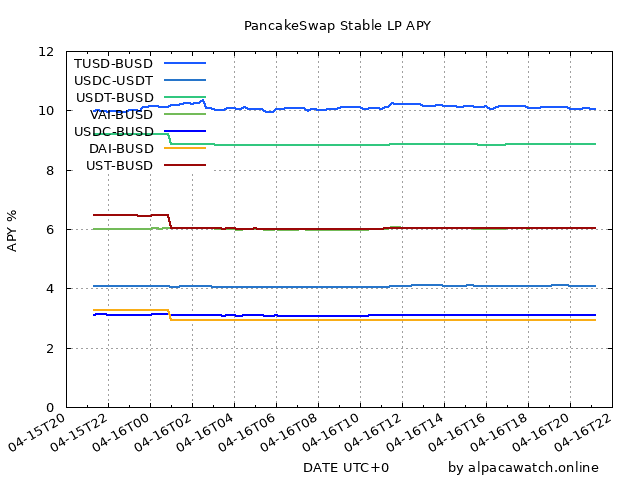 PancakeSwap Stable LP APY
TUSD-BUSD
USDC-USDT
USDT-BUSD
VAI-BUSD
USDC-BUSD
DAI-BUSD
UST-BUSD
APY %
12
10
8
6
4
2
0
04-15T20
04-15T22
04-16T00
04-16T02
04-16T04
04-16T06
04-16T08
04-16T10
04-16T12
04-16T14
04-16T16
04-16T18
04-16T20
04-16T22
DATE UTC+0
by alpacawatch.online